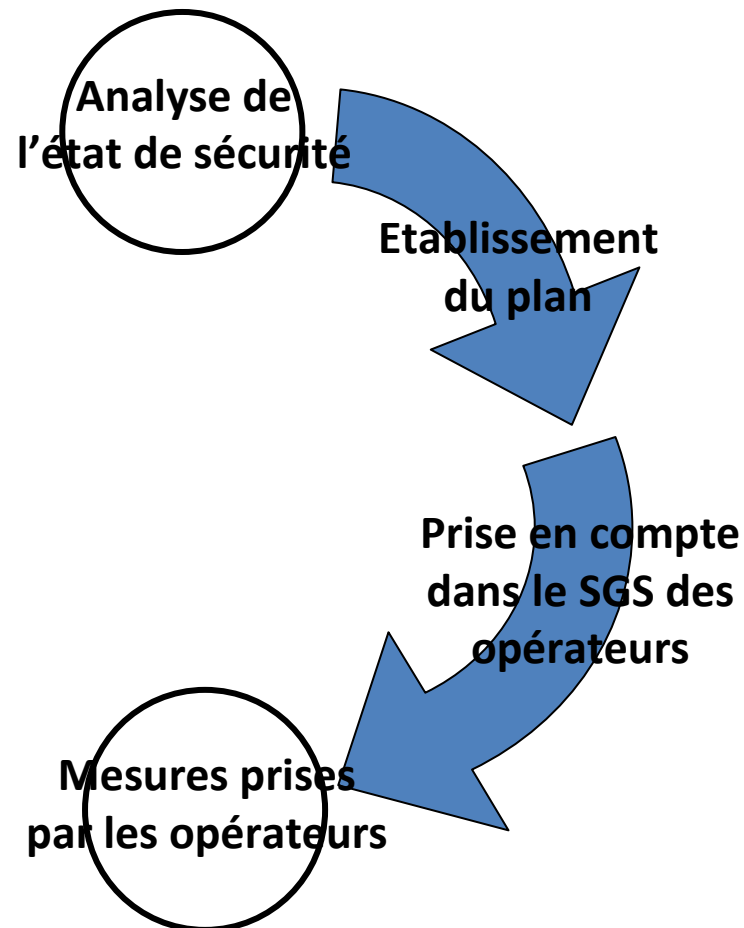 Analyse de
l'état de sécurité
Etablissement
du plan
Prise en compte
dans le SGS des
opérateurs
Mesures prises
par les opérateurs